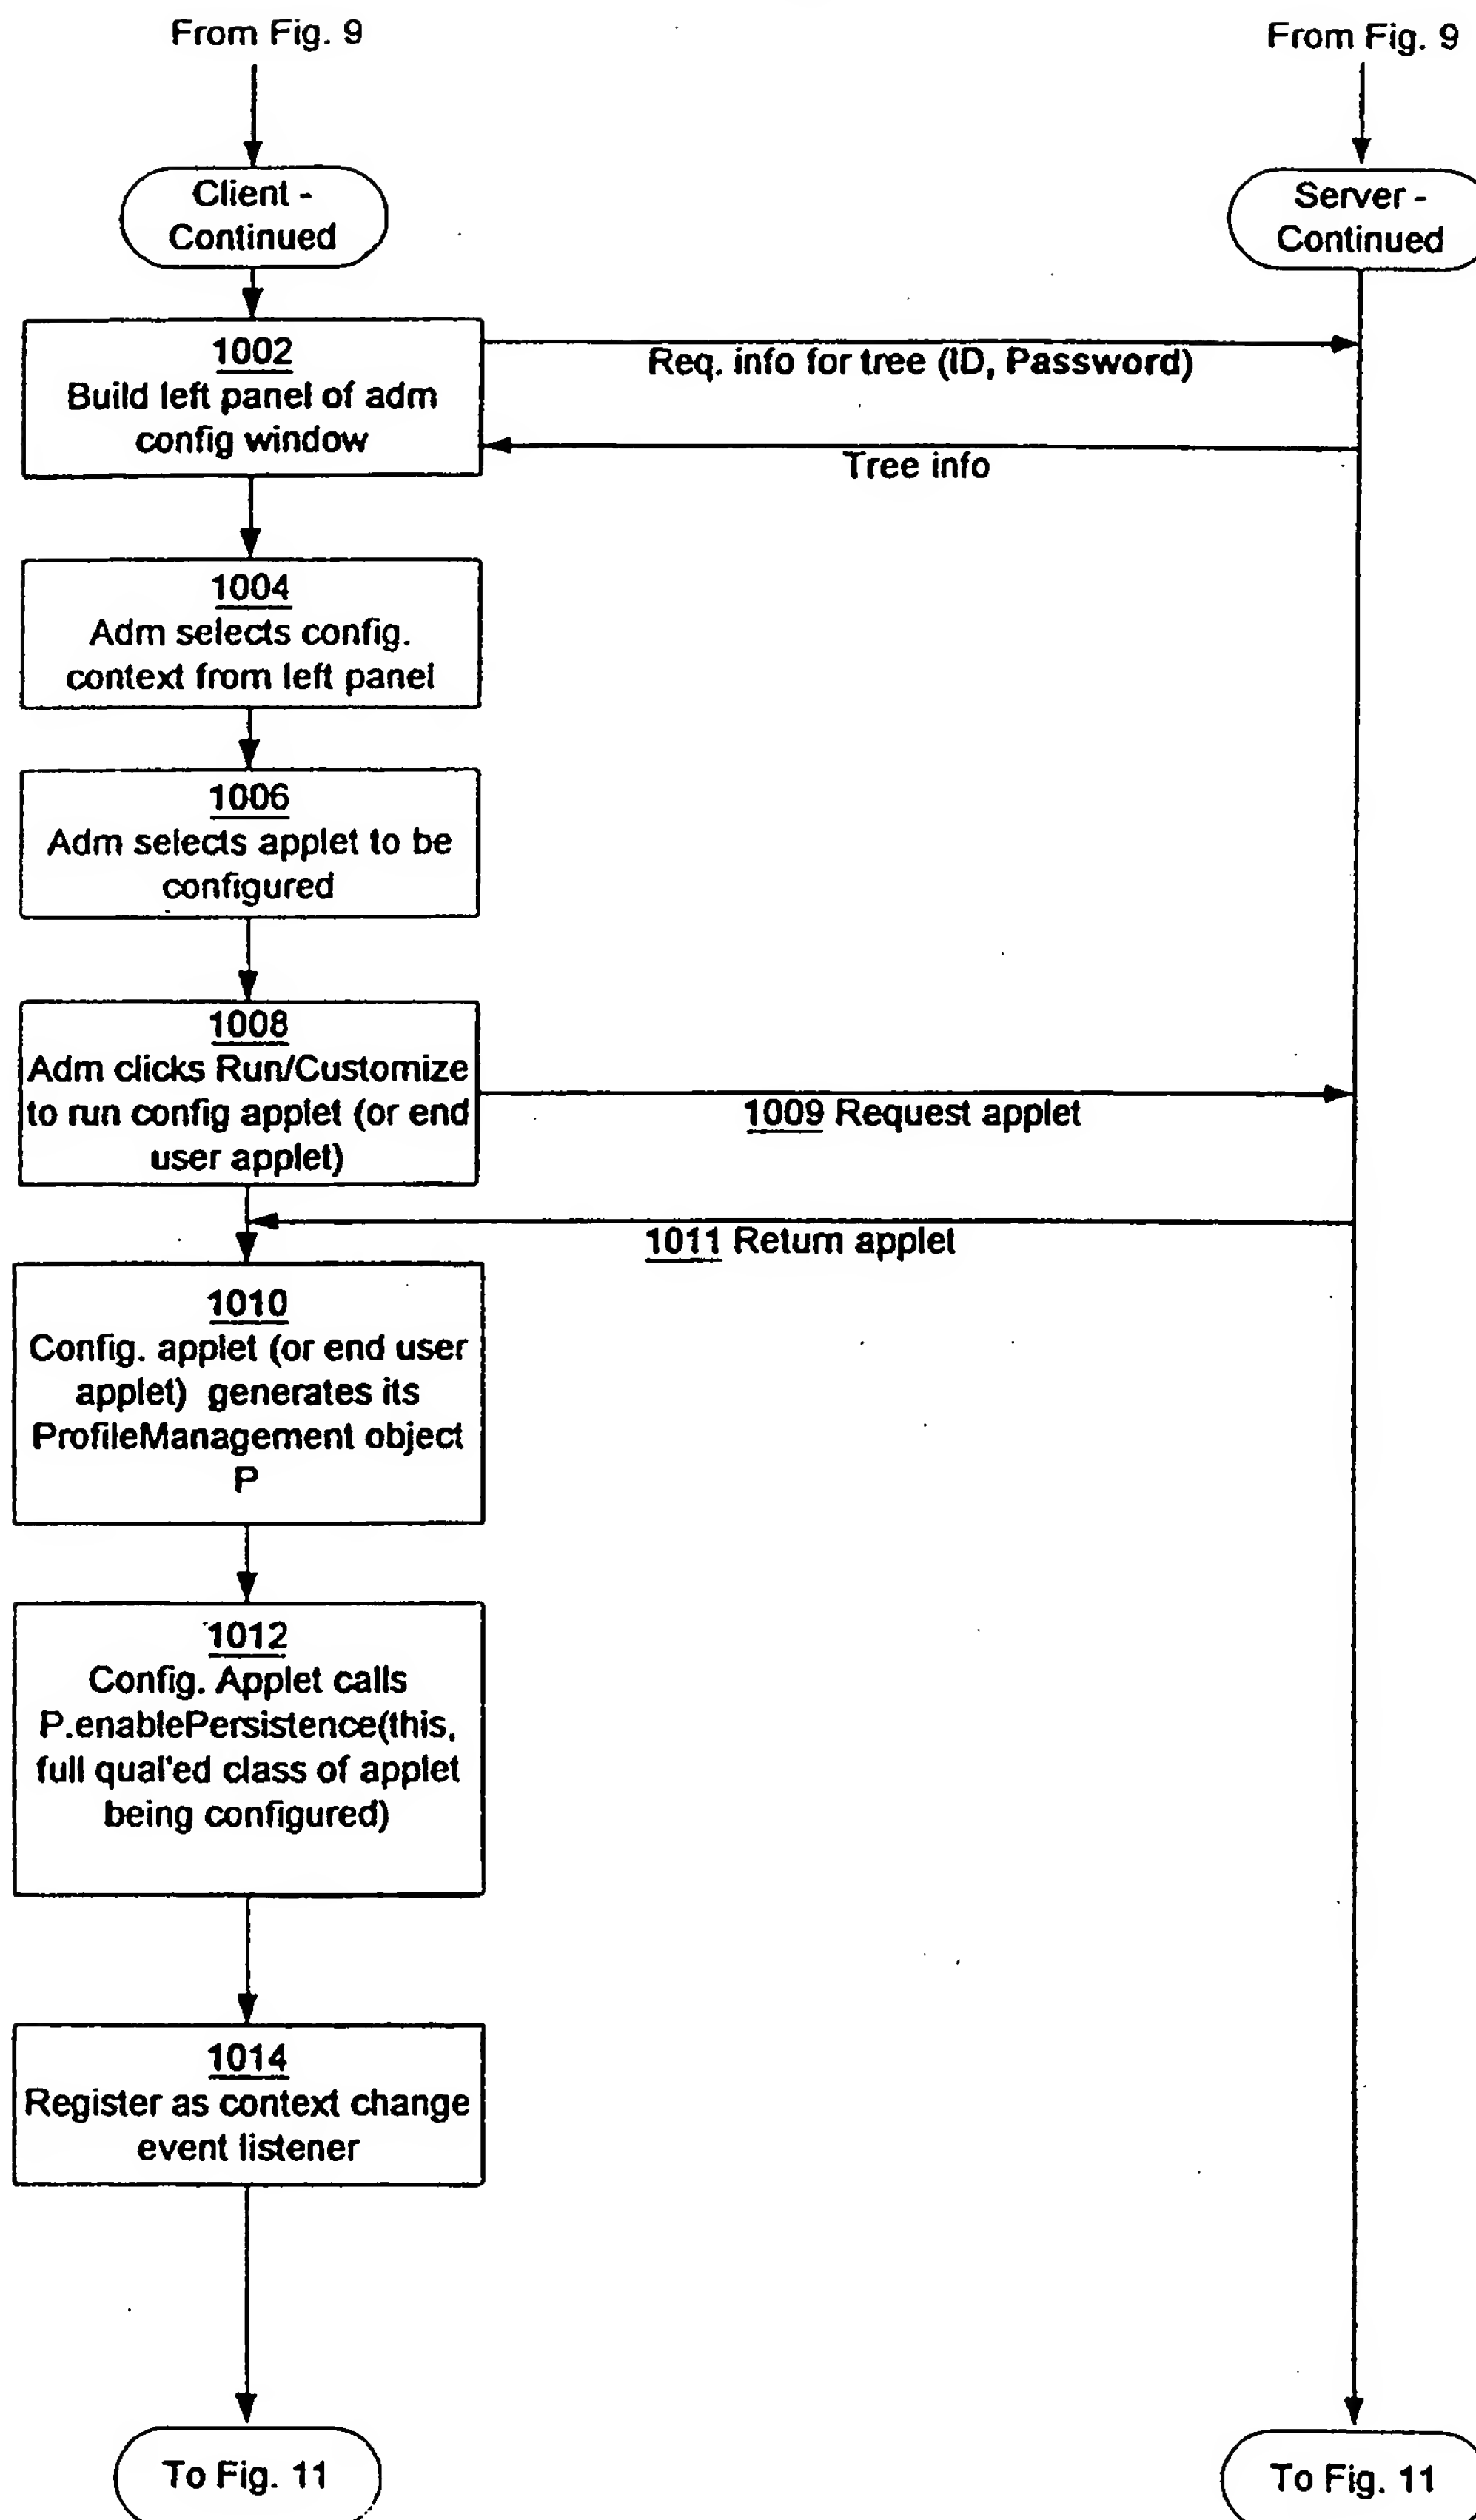 From Fig. 9
From Fig. 9
Client -
Continued
Server -
Continued
1002
Build left panel of adm
config window
Req. info for tree (ID, Password)
Tree info
1004
Adm selects config.
context from left panel
1006
Adm selects applet to be
configured
1008
Adm clicks Run/Customize
to run config applet (or end
user applet)
1009 Request applet
1011 Return applet
1010
Config. applet (or end user
applet) generates its
ProfileManagement object
P
1012
Config. Applet calls
P.enablePersistence(this,
full qual'ed class of applet
being configured)
1014
Register as context change
event listener
To Fig. 11
To Fig. 11